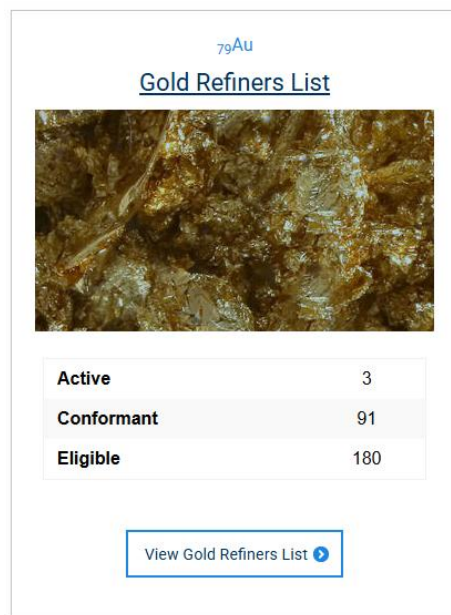 79Au
Gold Refiners List
Active 3
Conformant 91
Eligible 180
View Gold Refiners List